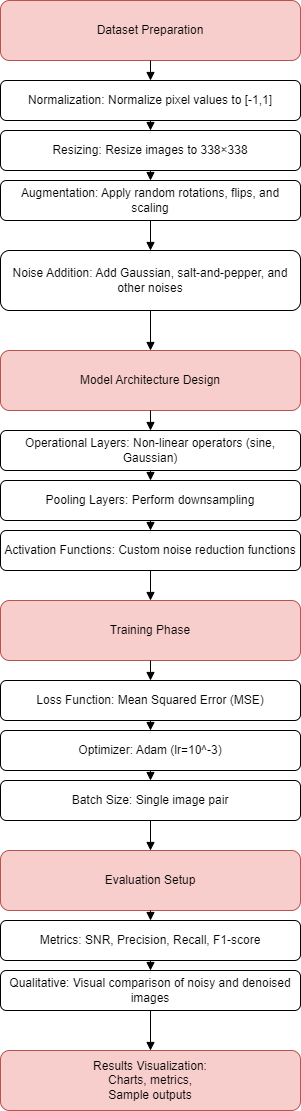 Dataset Preparation
Normalization: Normalize pixel values to [-1,1]
Resizing: Resize images to 338×338
Augmentation: Apply random rotations, flips, and
scaling
Noise Addition: Add Gaussian, salt-and-pepper, and
other noises
Model Architecture Design
Operational Layers: Non-linear operators (sine,
Gaussian)
Pooling Layers: Perform downsampling
Activation Functions: Custom noise reduction functions
Training Phase
Loss Function: Mean Squared Error (MSE)
Optimizer: Adam (lr=10^-3)
Batch Size: Single image pair
Evaluation Setup
Metrics: SNR, Precision, Recall, F1-score
Qualitative: Visual comparison of noisy and denoised
images
Results Visualization:
Charts, metrics,
Sample outputs